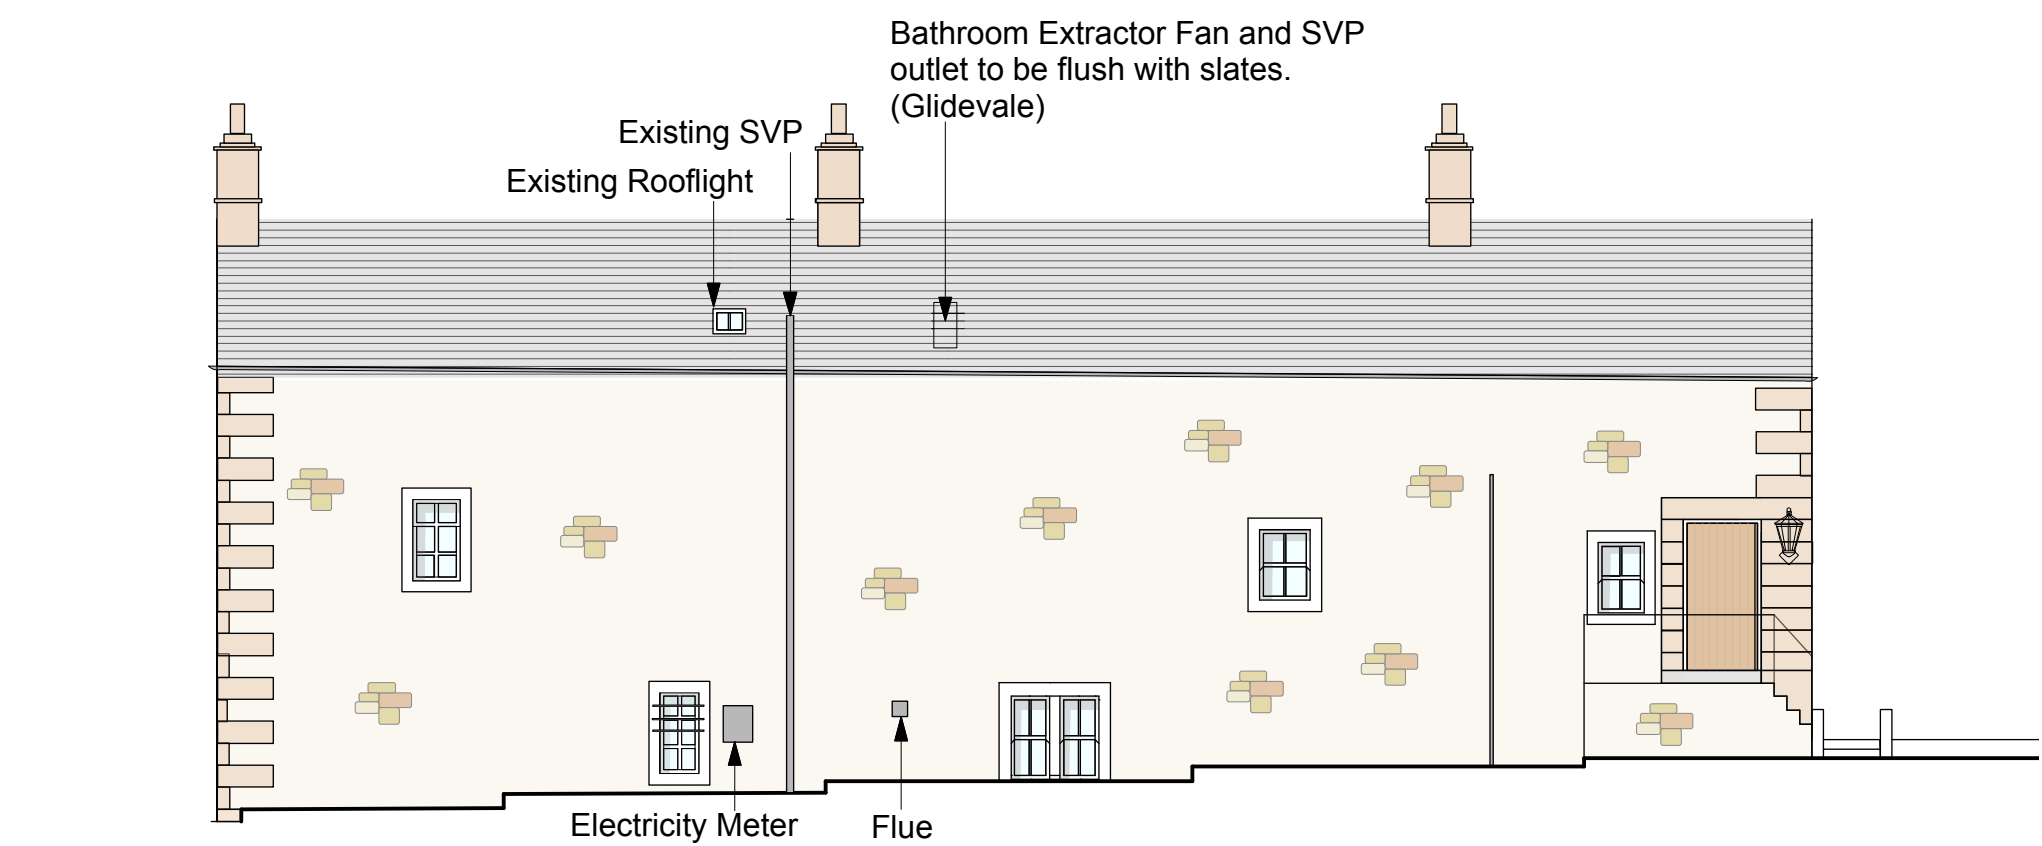 Bathroom Extractor Fan and SVP
outlet to be flush with slates.
(Glidevale)
Existing SVP
Existing Rooflight
Electricity Meter
Flue